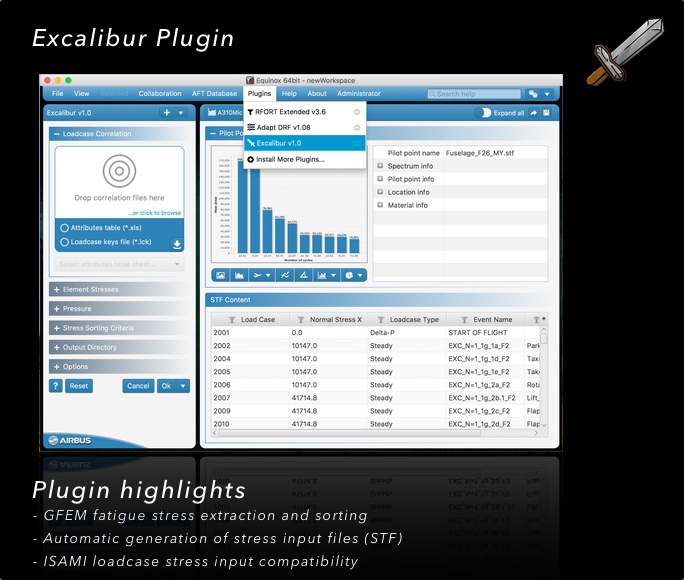 Excalibur Plugin
Equinox 64bit - newWorkspace
File View Selected Collaboration AFT Database Plugins Help About Administrator Search help
Excalibur v1.0
Expand all
RFORT Extended v3.6
Adapt DRF v1.08
Excalibur v1.0
Install More Plugins...
Loadcase Correlation
Drop correlation files here
...or click to browse
Attributes table (*.xls)
Loadcase keys file (*.lck)
Select attributes table sheet...
Element Stresses
Pressure
Stress Sorting Criteria
Output Directory
Options
? Reset Cancel Ok
AIRBUS
Number of cycles
Pilot point name Fuselage_F26_MY.stf
Spectrum info
Pilot point info
Location info
Material info
STF Content
Load Case Normal Stress X Loadcase Type Event Name
2001 0.0 Delta-P START OF FLIGHT
2002 10147.0 Steady EXC_N=1_1g_1a_F2 Park
2004 10147.0 Steady EXC_N=1_1g_1d_F2 Taxi
2005 10147.0 Steady EXC_N=1_1g_1e_F2 Take
2006 10147.0 Steady EXC_N=1_1g_2a_F2 Rota
2007 41714.8 Steady EXC_N=1_1g_2b.1_F2 Lift_
2009 41714.8 Steady EXC_N=1_1g_2c_F2 Flap
2010 41714.8 Steady EXC_N=1_1g_2d_F2 Flap
Plugin highlights
- GFEM fatigue stress extraction and sorting
- Automatic generation of stress input files (STF)
- ISAMI loadcase stress input compatibility